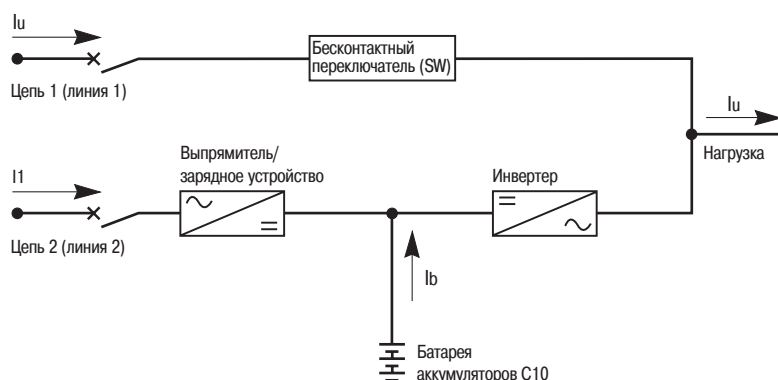 Iu
Бесконтактный
переключатель (SW)
Цепь 1 (линия 1)
Iu
Нагрузка
I1
Выпрямитель/
зарядное устройство
Инвертер
Цепь 2 (линия 2)
Ib
Батарея
аккумуляторов C10